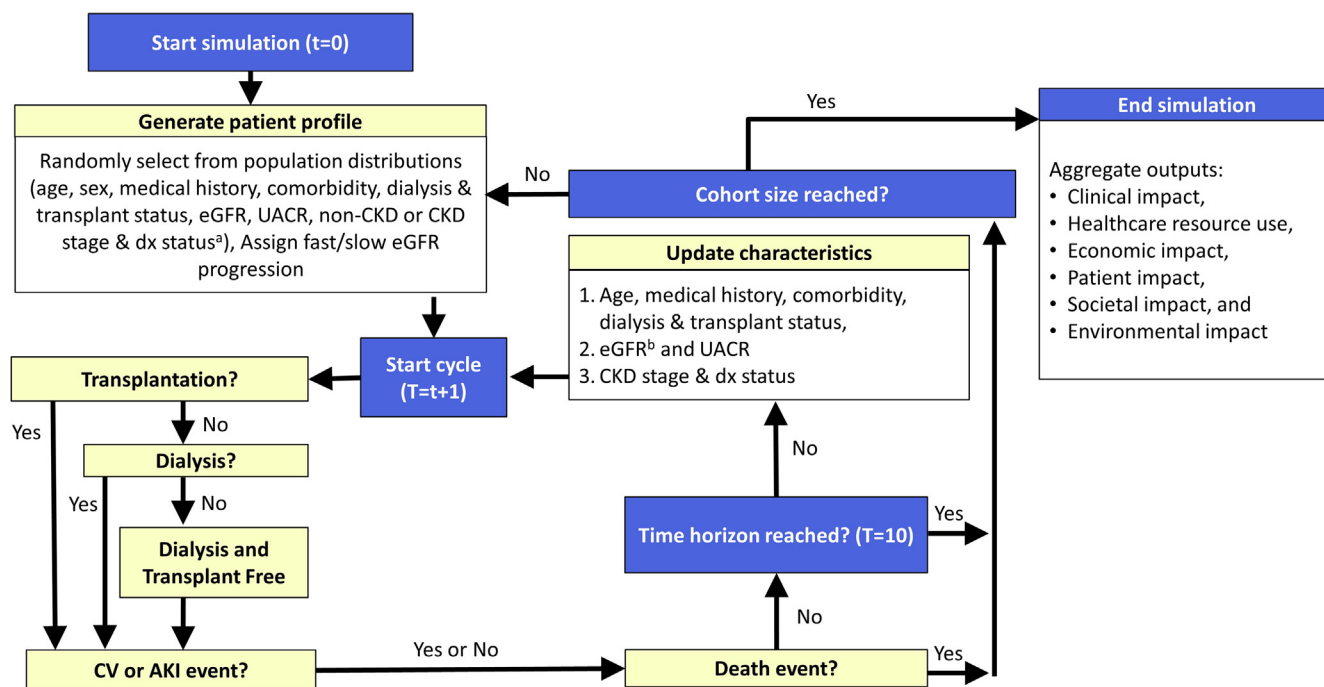 Start simulation (t=0)
Generate patient profile
Randomly select from population distributions
(age, sex, medical history, comorbidity, dialysis &
transplant status, eGFR, UACR, non-CKD or CKD
stage & dx statusᵃ), Assign fast/slow eGFR
progression
Yes
No
Cohort size reached?
End simulation
Aggregate outputs:
• Clinical impact,
• Healthcare resource use,
• Economic impact,
• Patient impact,
• Societal impact, and
• Environmental impact
Update characteristics
1. Age, medical history, comorbidity,
dialysis & transplant status,
2. eGFRᵇ and UACR
3. CKD stage & dx status
Start cycle
(T=t+1)
Transplantation?
Yes
No
Dialysis?
Yes
No
Dialysis and
Transplant Free
CV or AKI event?
Yes or No
Death event?
Yes
No
Time horizon reached? (T=10)
Yes
No